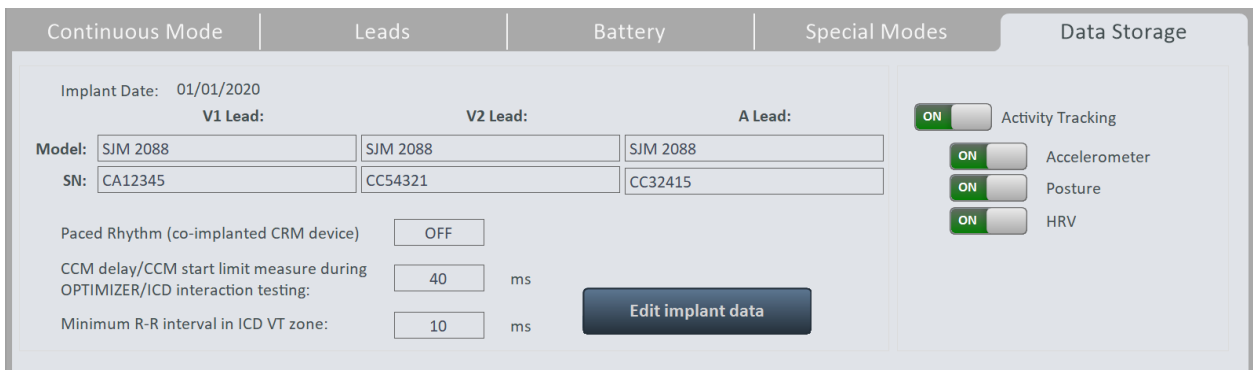 Continuous Mode Leads Battery Special Modes Data Storage
Implant Date: 01/01/2020
V1 Lead: V2 Lead: A Lead:
Model: SJM 2088 SJM 2088 SJM 2088
SN: CA12345 CC54321 CC32415
Paced Rhythm (co-implanted CRM device) OFF
CCM delay/CCM start limit measure during
OPTIMIZER/ICD interaction testing: 40 ms
Minimum R-R interval in ICD VT zone: 10 ms
Edit implant data
ON Activity Tracking
ON Accelerometer
ON Posture
ON HRV